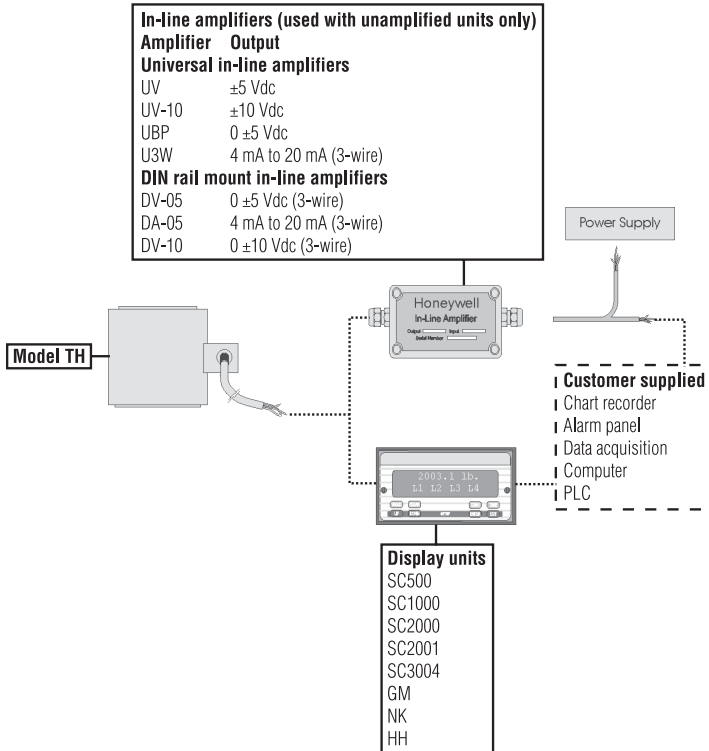 In-line amplifiers (used with unamplified units only)
Amplifier Output
Universal in-line amplifiers
UV ±5 Vdc
UV-10 ±10 Vdc
UBP 0 ±5 Vdc
U3W 4 mA to 20 mA (3-wire)
DIN rail mount in-line amplifiers
DV-05 0 ±5 Vdc (3-wire)
DA-05 4 mA to 20 mA (3-wire)
DV-10 0 ±10 Vdc (3-wire)
Power Supply
Honeywell
In-Line Amplifier
Output Input
Serial Number
Model TH
Customer supplied
Chart recorder
Alarm panel
Data acquisition
Computer
PLC
2003.1 lb.
L1 L2 L3 L4
UP DOWN SETUP
Display units
SC500
SC1000
SC2000
SC2001
SC3004
GM
NK
HH